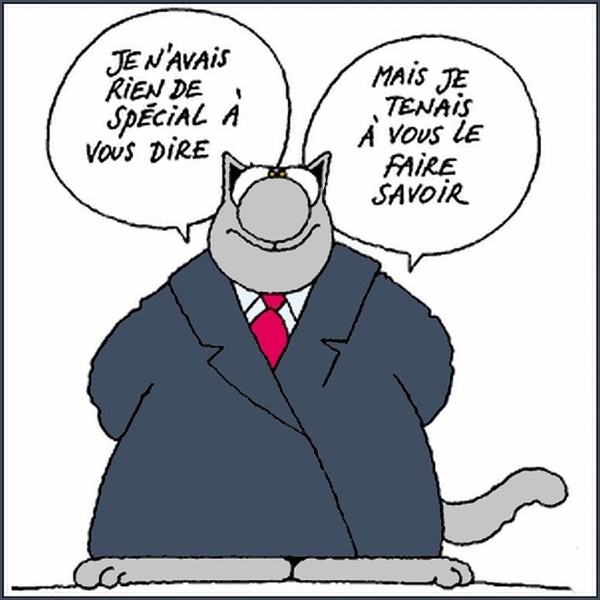 JE N'AVAIS
RIEN DE
SPÉCIAL À
VOUS DIRE
MAIS JE
TENAIS
À VOUS LE
FAIRE
SAVOIR